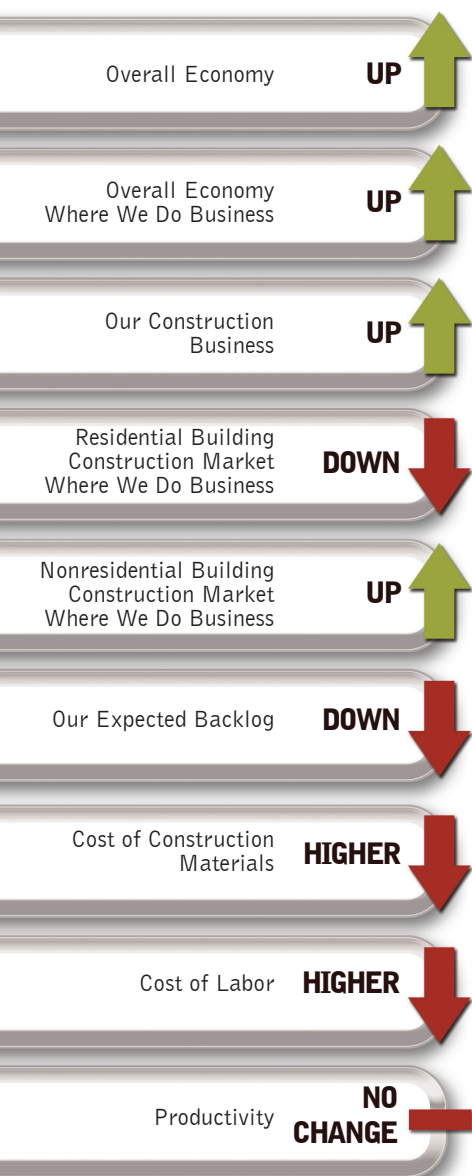 Overall Economy UP
Overall Economy
Where We Do Business UP
Our Construction
Business UP
Residential Building
Construction Market
Where We Do Business DOWN
Nonresidential Building
Construction Market
Where We Do Business UP
Our Expected Backlog DOWN
Cost of Construction
Materials HIGHER
Cost of Labor HIGHER
Productivity NO
CHANGE